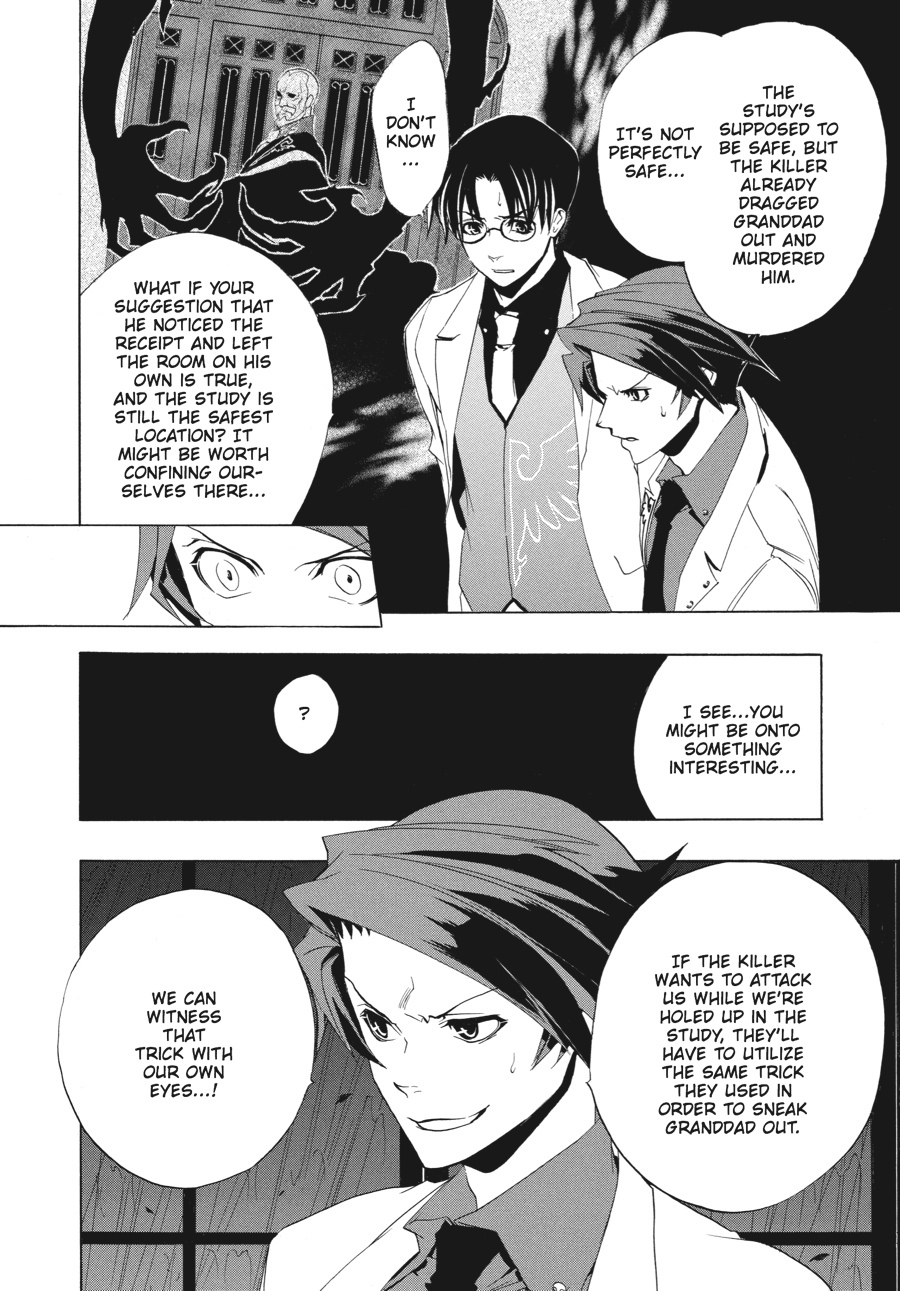 THE
STUDY'S
SUPPOSED TO
BE SAFE, BUT
THE KILLER
ALREADY
DRAGGED
GRANDDAD
OUT AND
MURDERED
HIM.
IT'S NOT
PERFECTLY
SAFE...
I
DON'T
KNOW
...
WHAT IF YOUR
SUGGESTION THAT
HE NOTICED THE
RECEIPT AND LEFT
THE ROOM ON HIS
OWN IS TRUE,
AND THE STUDY IS
STILL THE SAFEST
LOCATION? IT
MIGHT BE WORTH
CONFINING OUR-
SELVES THERE...
I SEE...YOU
MIGHT BE ONTO
SOMETHING
INTERESTING...
?
IF THE KILLER
WANTS TO ATTACK
US WHILE WE'RE
HOLED UP IN THE
STUDY, THEY'LL
HAVE TO UTILIZE
THE SAME TRICK
THEY USED IN
ORDER TO SNEAK
GRANDDAD OUT.
WE CAN
WITNESS
THAT
TRICK WITH
OUR OWN
EYES...!